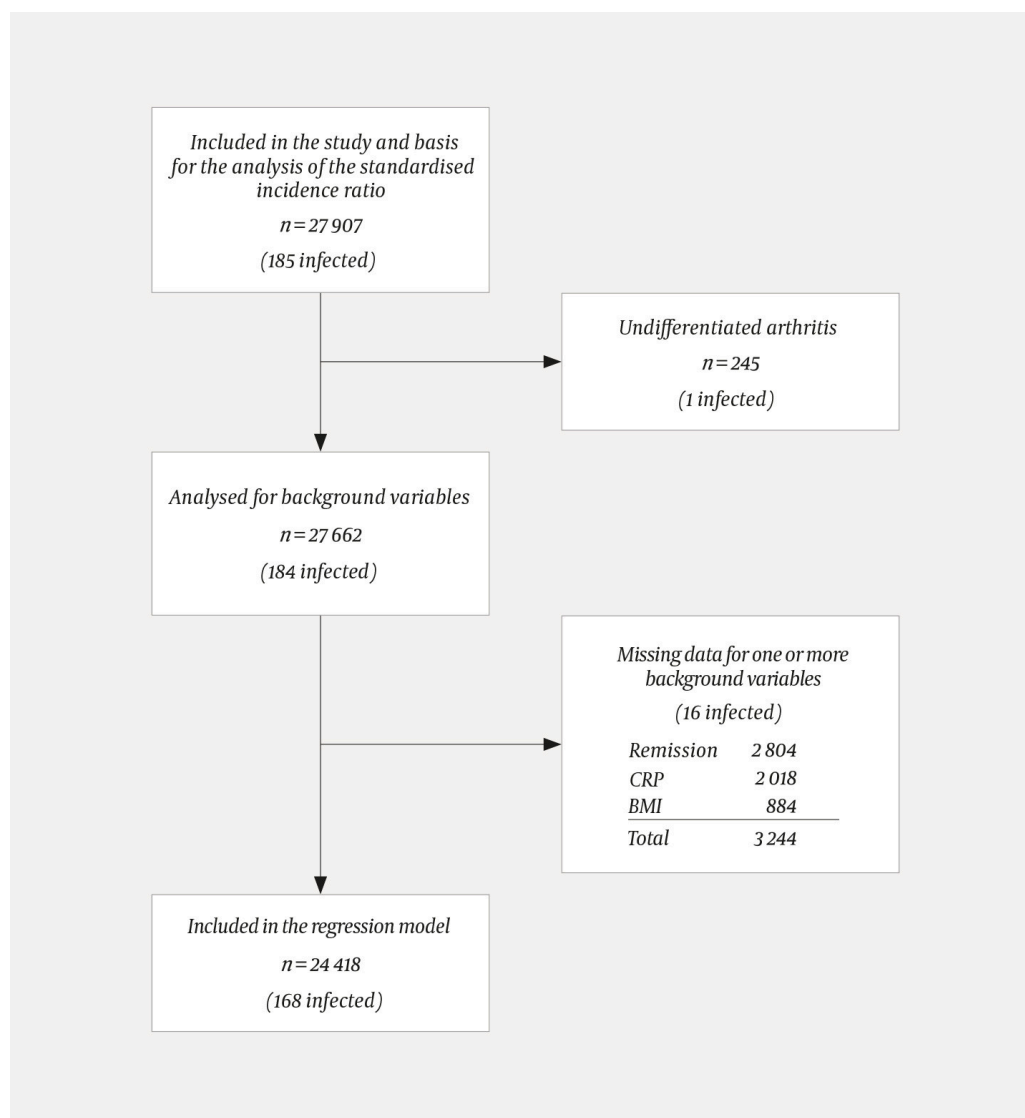 Included in the study and basis
for the analysis of the standardised
incidence ratio
n=27 907
(185 infected)
Undifferentiated arthritis
n=245
(1 infected)
Analysed for background variables
n=27 662
(184 infected)
Missing data for one or more
background variables
(16 infected)
Remission 2 804
CRP 2 018
BMI 884
Total 3 244
Included in the regression model
n=24 418
(168 infected)